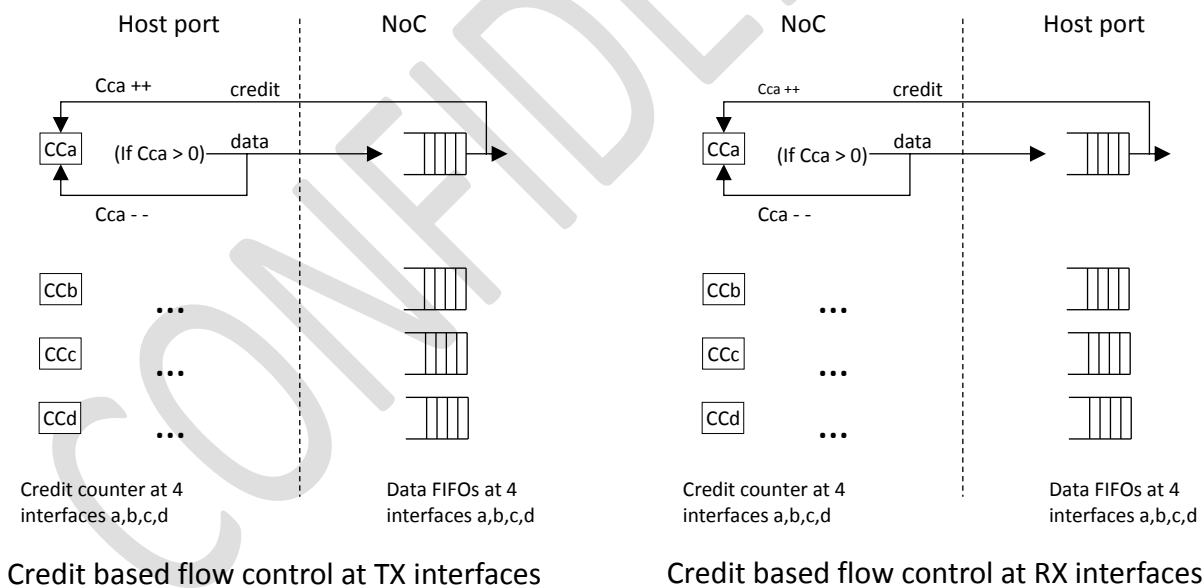 Host port
NoC
Cca ++
credit
CCa
(If Cca > 0)
data
Cca - -
CCb
...
CCc
...
CCd
...
Credit counter at 4
interfaces a,b,c,d
Data FIFOs at 4
interfaces a,b,c,d
Credit based flow control at TX interfaces
NoC
Host port
Cca ++
credit
CCa
(If Cca > 0)
data
Cca - -
CCb
...
CCc
...
CCd
...
Credit counter at 4
interfaces a,b,c,d
Data FIFOs at 4
interfaces a,b,c,d
Credit based flow control at RX interfaces